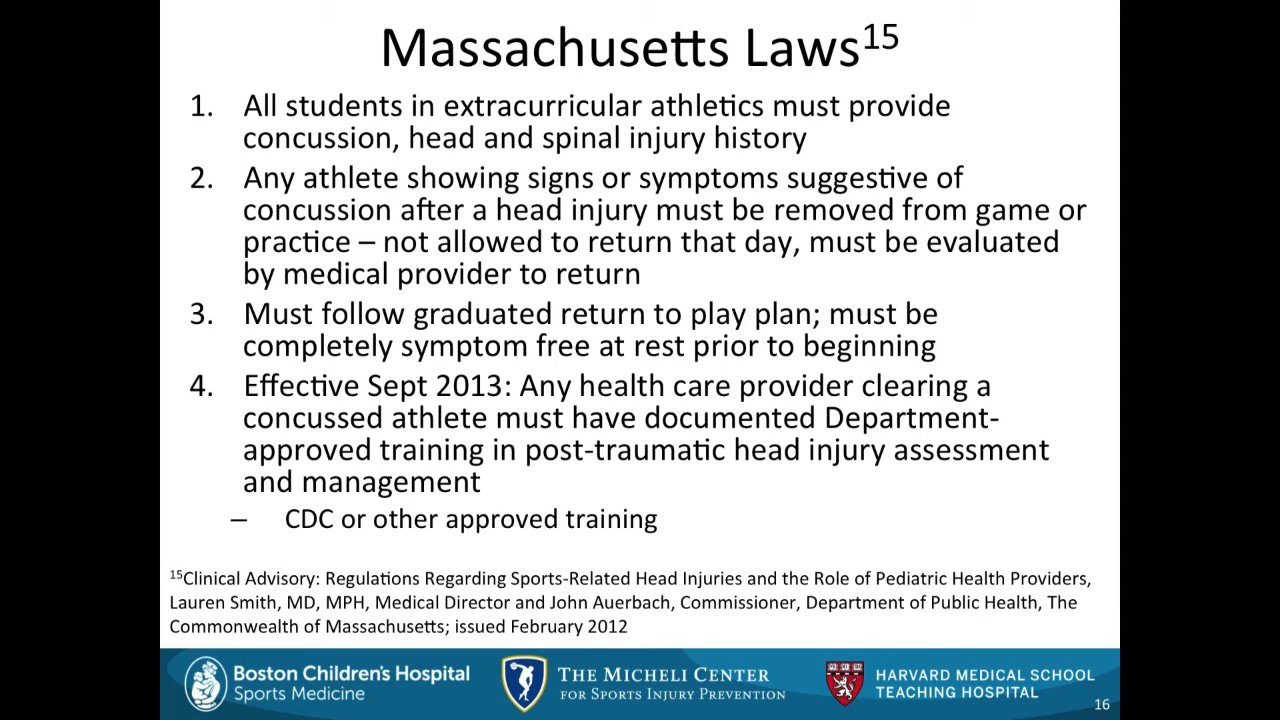 Massachusetts Laws15
1. All students in extracurricular athletics must provide
concussion, head and spinal injury history
2. Any athlete showing signs or symptoms suggestive of
concussion after a head injury must be removed from game or
practice – not allowed to return that day, must be evaluated
by medical provider to return
3. Must follow graduated return to play plan; must be
completely symptom free at rest prior to beginning
4. Effective Sept 2013: Any health care provider clearing a
concussed athlete must have documented Department-
approved training in post-traumatic head injury assessment
and management
– CDC or other approved training
15Clinical Advisory: Regulations Regarding Sports-Related Head Injuries and the Role of Pediatric Health Providers,
Lauren Smith, MD, MPH, Medical Director and John Auerbach, Commissioner, Department of Public Health, The
Commonwealth of Massachusetts; issued February 2012
Boston Children's Hospital
Sports Medicine
THE MICHELI CENTER
FOR SPORTS INJURY PREVENTION
HARVARD MEDICAL SCHOOL
TEACHING HOSPITAL
16